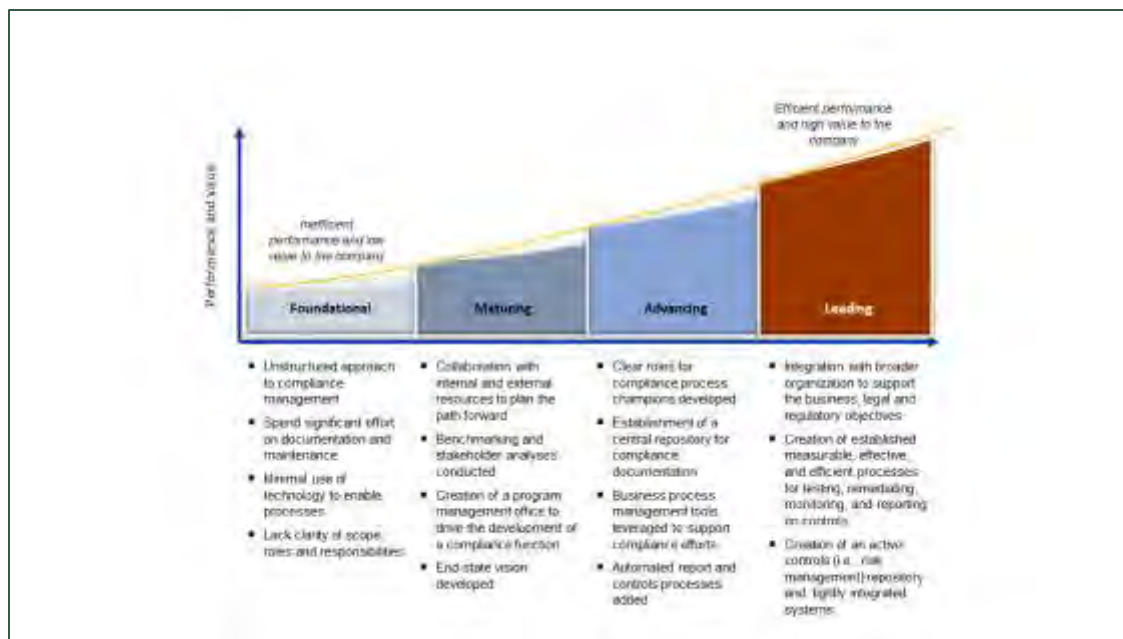 Efficient performance
and high value to the
company
Performance and value
Inefficient
performance and low
value to the company
Foundational
Maturing
Advancing
Leading
▪ Unstructured approach
to compliance
management
▪ Spend significant effort
on documentation and
maintenance
▪ Minimal use of
technology to enable
processes
▪ Lack clarity of scope,
roles and responsibilities
▪ Collaboration with
internal and external
resources to plan the
path forward
▪ Benchmarking and
stakeholder analyses
conducted
▪ Creation of a program
management office to
drive the development of
a compliance function
▪ End-state vision
developed
▪ Clear roles for
compliance process
champions developed
▪ Establishment of a
central repository for
compliance
documentation
▪ Business process
management tools
leveraged to support
compliance efforts
▪ Automated report and
controls processes
added
▪ Integration with broader
organization to support
the business, legal and
regulatory objectives
▪ Creation of established
measurable, effective,
and efficient processes
for testing, remediating,
monitoring, and reporting
on controls
▪ Creation of an active
controls (i.e., risk
management) repository
and tightly integrated
systems